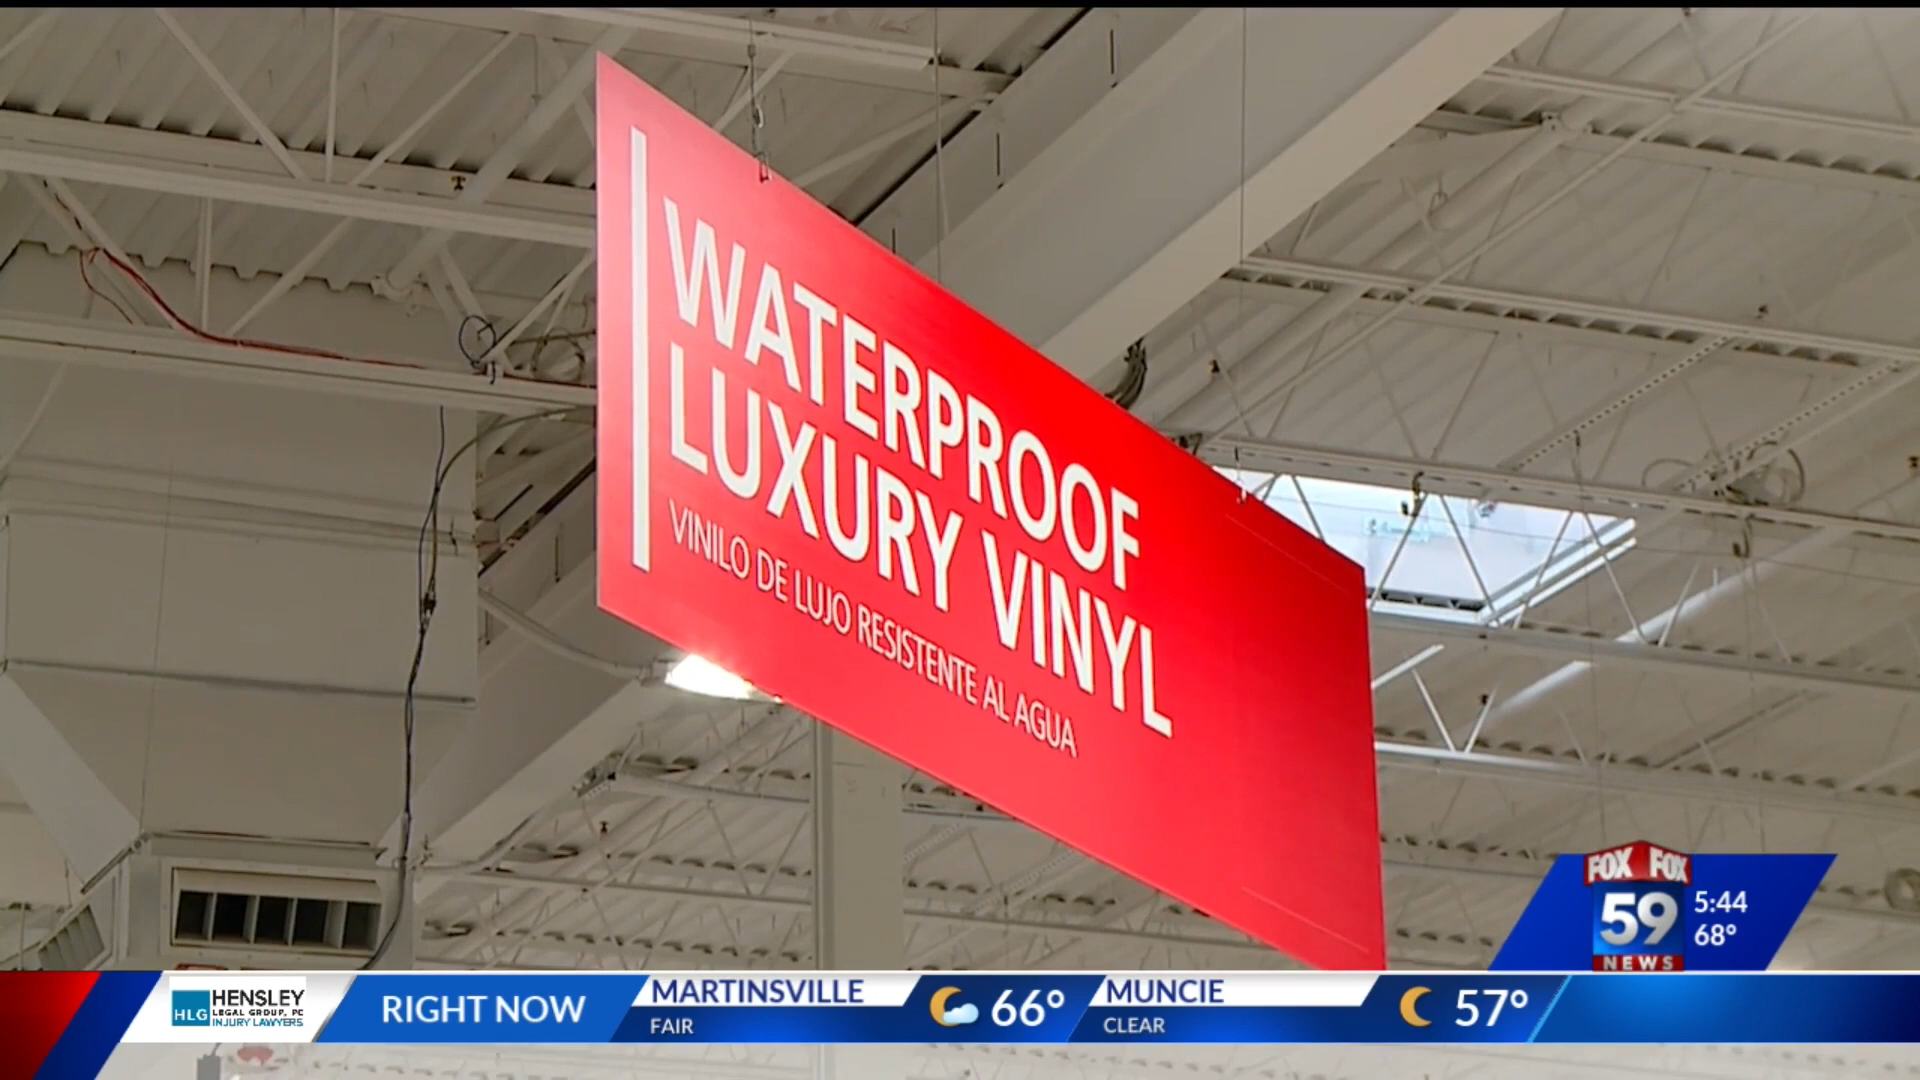 WATERPROOF
LUXURY VINYL
VINILO DE LUJO RESISTENTE AL AGUA
FOX FOX
59
NEWS
5:44
68°
HLG
HENSLEY
LEGAL GROUP, PC
INJURY LAWYERS
RIGHT NOW
MARTINSVILLE
FAIR
66°
MUNCIE
CLEAR
57°